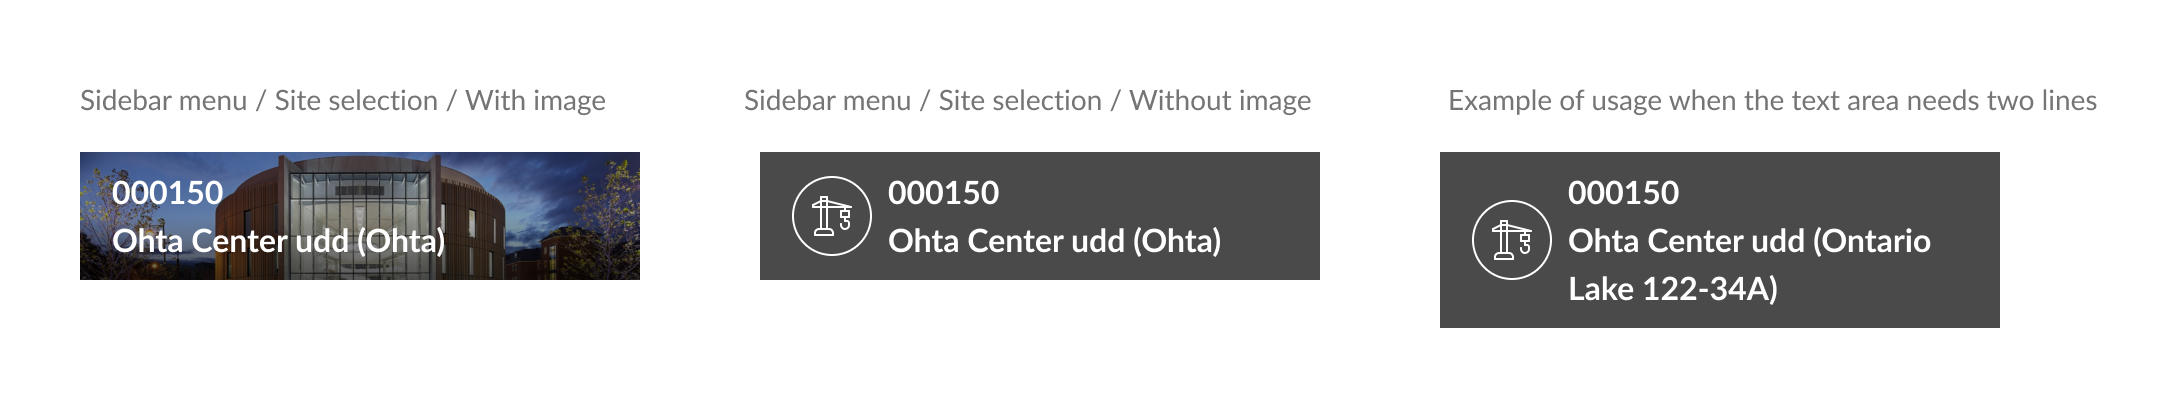 Sidebar menu / Site selection / With image
000150
Ohta Center udd (Ohta)
Sidebar menu / Site selection / Without image
000150
Ohta Center udd (Ohta)
Example of usage when the text area needs two lines
000150
Ohta Center udd (Ontario
Lake 122-34A)